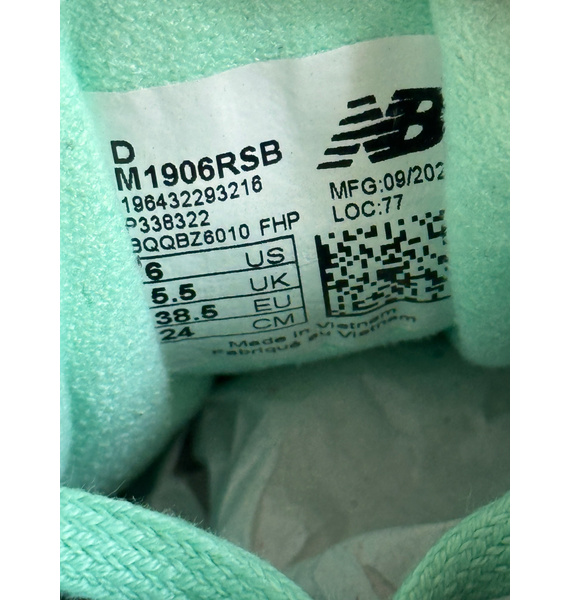 NB
D
M1906RSB
196432293216
P338322
BQQBZ6010 FHP
MFG:09/202
LOC:77
6 US
5.5 UK
38.5 EU
24 CM
Made in Vietnam
Fabriqué au Vietnam